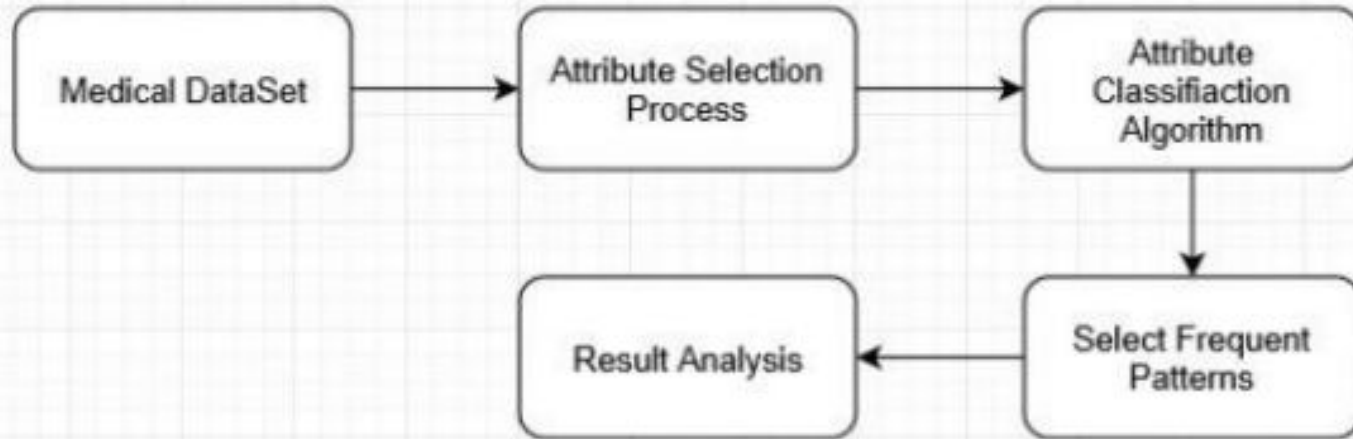 Medical DataSet
Attribute Selection
Process
Attribute
Classifiaction
Algorithm
Select Frequent
Patterns
Result Analysis